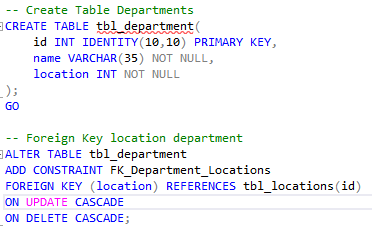 -- Create Table Departments
CREATE TABLE tbl_department(
    id INT IDENTITY(10,10) PRIMARY KEY,
    name VARCHAR(35) NOT NULL,
    location INT NOT NULL
);
GO

-- Foreign Key location department
ALTER TABLE tbl_department
ADD CONSTRAINT FK_Department_Locations
FOREIGN KEY (location) REFERENCES tbl_locations(id)
ON UPDATE CASCADE
ON DELETE CASCADE;